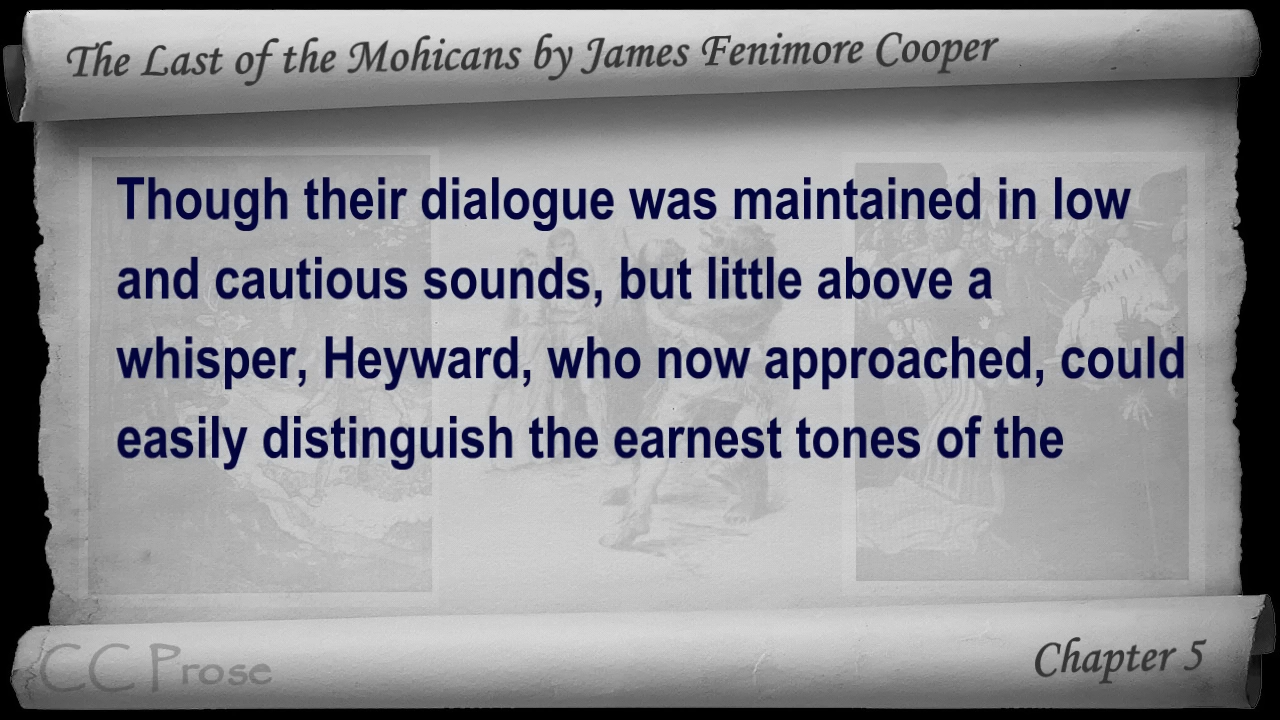 The Last of the Mohicans by James Fenimore Cooper
Though their dialogue was maintained in low
and cautious sounds, but little above a
whisper, Heyward, who now approached, could
easily distinguish the earnest tones of the
CC Prose
Chapter 5